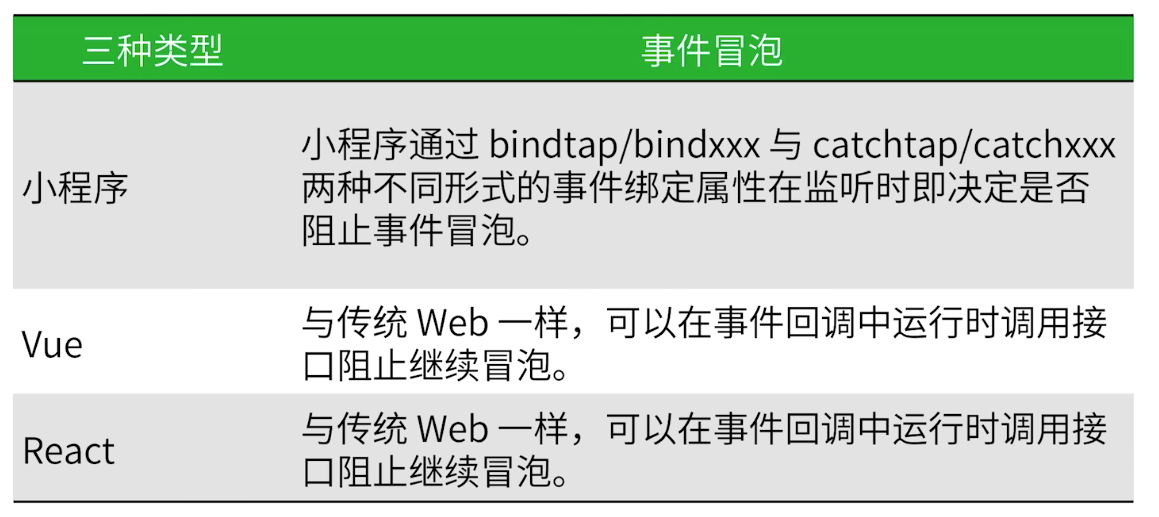 三种类型
事件冒泡
小程序
小程序通过 bindtap/bindxxx 与 catchtap/catchxxx
两种不同形式的事件绑定属性在监听时即决定是否
阻止事件冒泡。
Vue
与传统 Web 一样，可以在事件回调中运行时调用接
口阻止继续冒泡。
React
与传统 Web 一样，可以在事件回调中运行时调用接
口阻止继续冒泡。